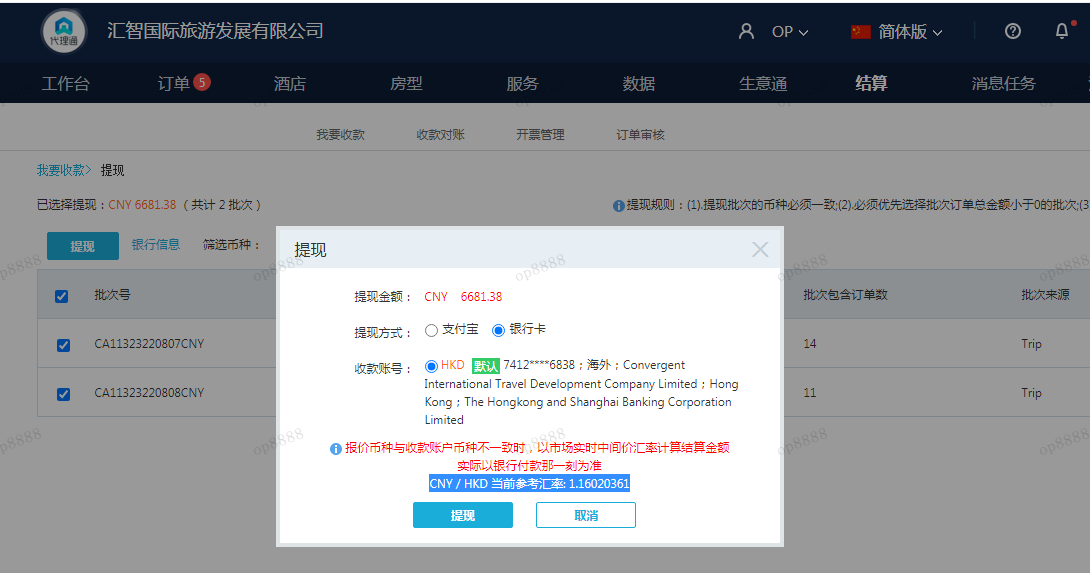 代理通
汇智国际旅游发展有限公司
OP
简体版
工作台
订单 5
酒店
房型
服务
数据
生意通
结算
消息任务
我要收款
收款对账
开票管理
订单审核
我要收款> 提现
已选择提现：CNY 6681.38（共计 2 批次）
提现规则：(1).提现批次的币种必须一致;(2).必须优先选择批次订单总金额小于0的批次;(3
提现
银行信息
筛选币种：
批次号
批次包含订单数
批次来源
CA11323220807CNY
14
Trip
CA11323220808CNY
11
Trip
提现
提现金额： CNY 6681.38
提现方式： 支付宝 银行卡
收款账号： HKD 默认 7412****6838；海外；Convergent
International Travel Development Company Limited；Hong
Kong；The Hongkong and Shanghai Banking Corporation
Limited
报价币种与收款账户币种不一致时，以市场实时中间价汇率计算结算金额
实际以银行付款那一刻为准
CNY / HKD 当前参考汇率: 1.16020361
提现
取消
op8888
op8888
op8888
op8888
op8888
op8888
op8888
op8888